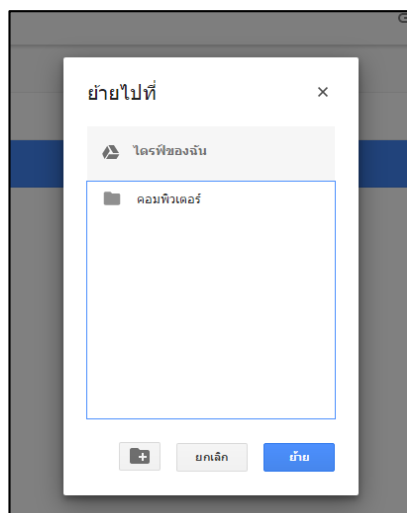 ย้ายไปที่
ไดรฟ์ของฉัน
คอมพิวเตอร์
ยกเลิก
ย้าย